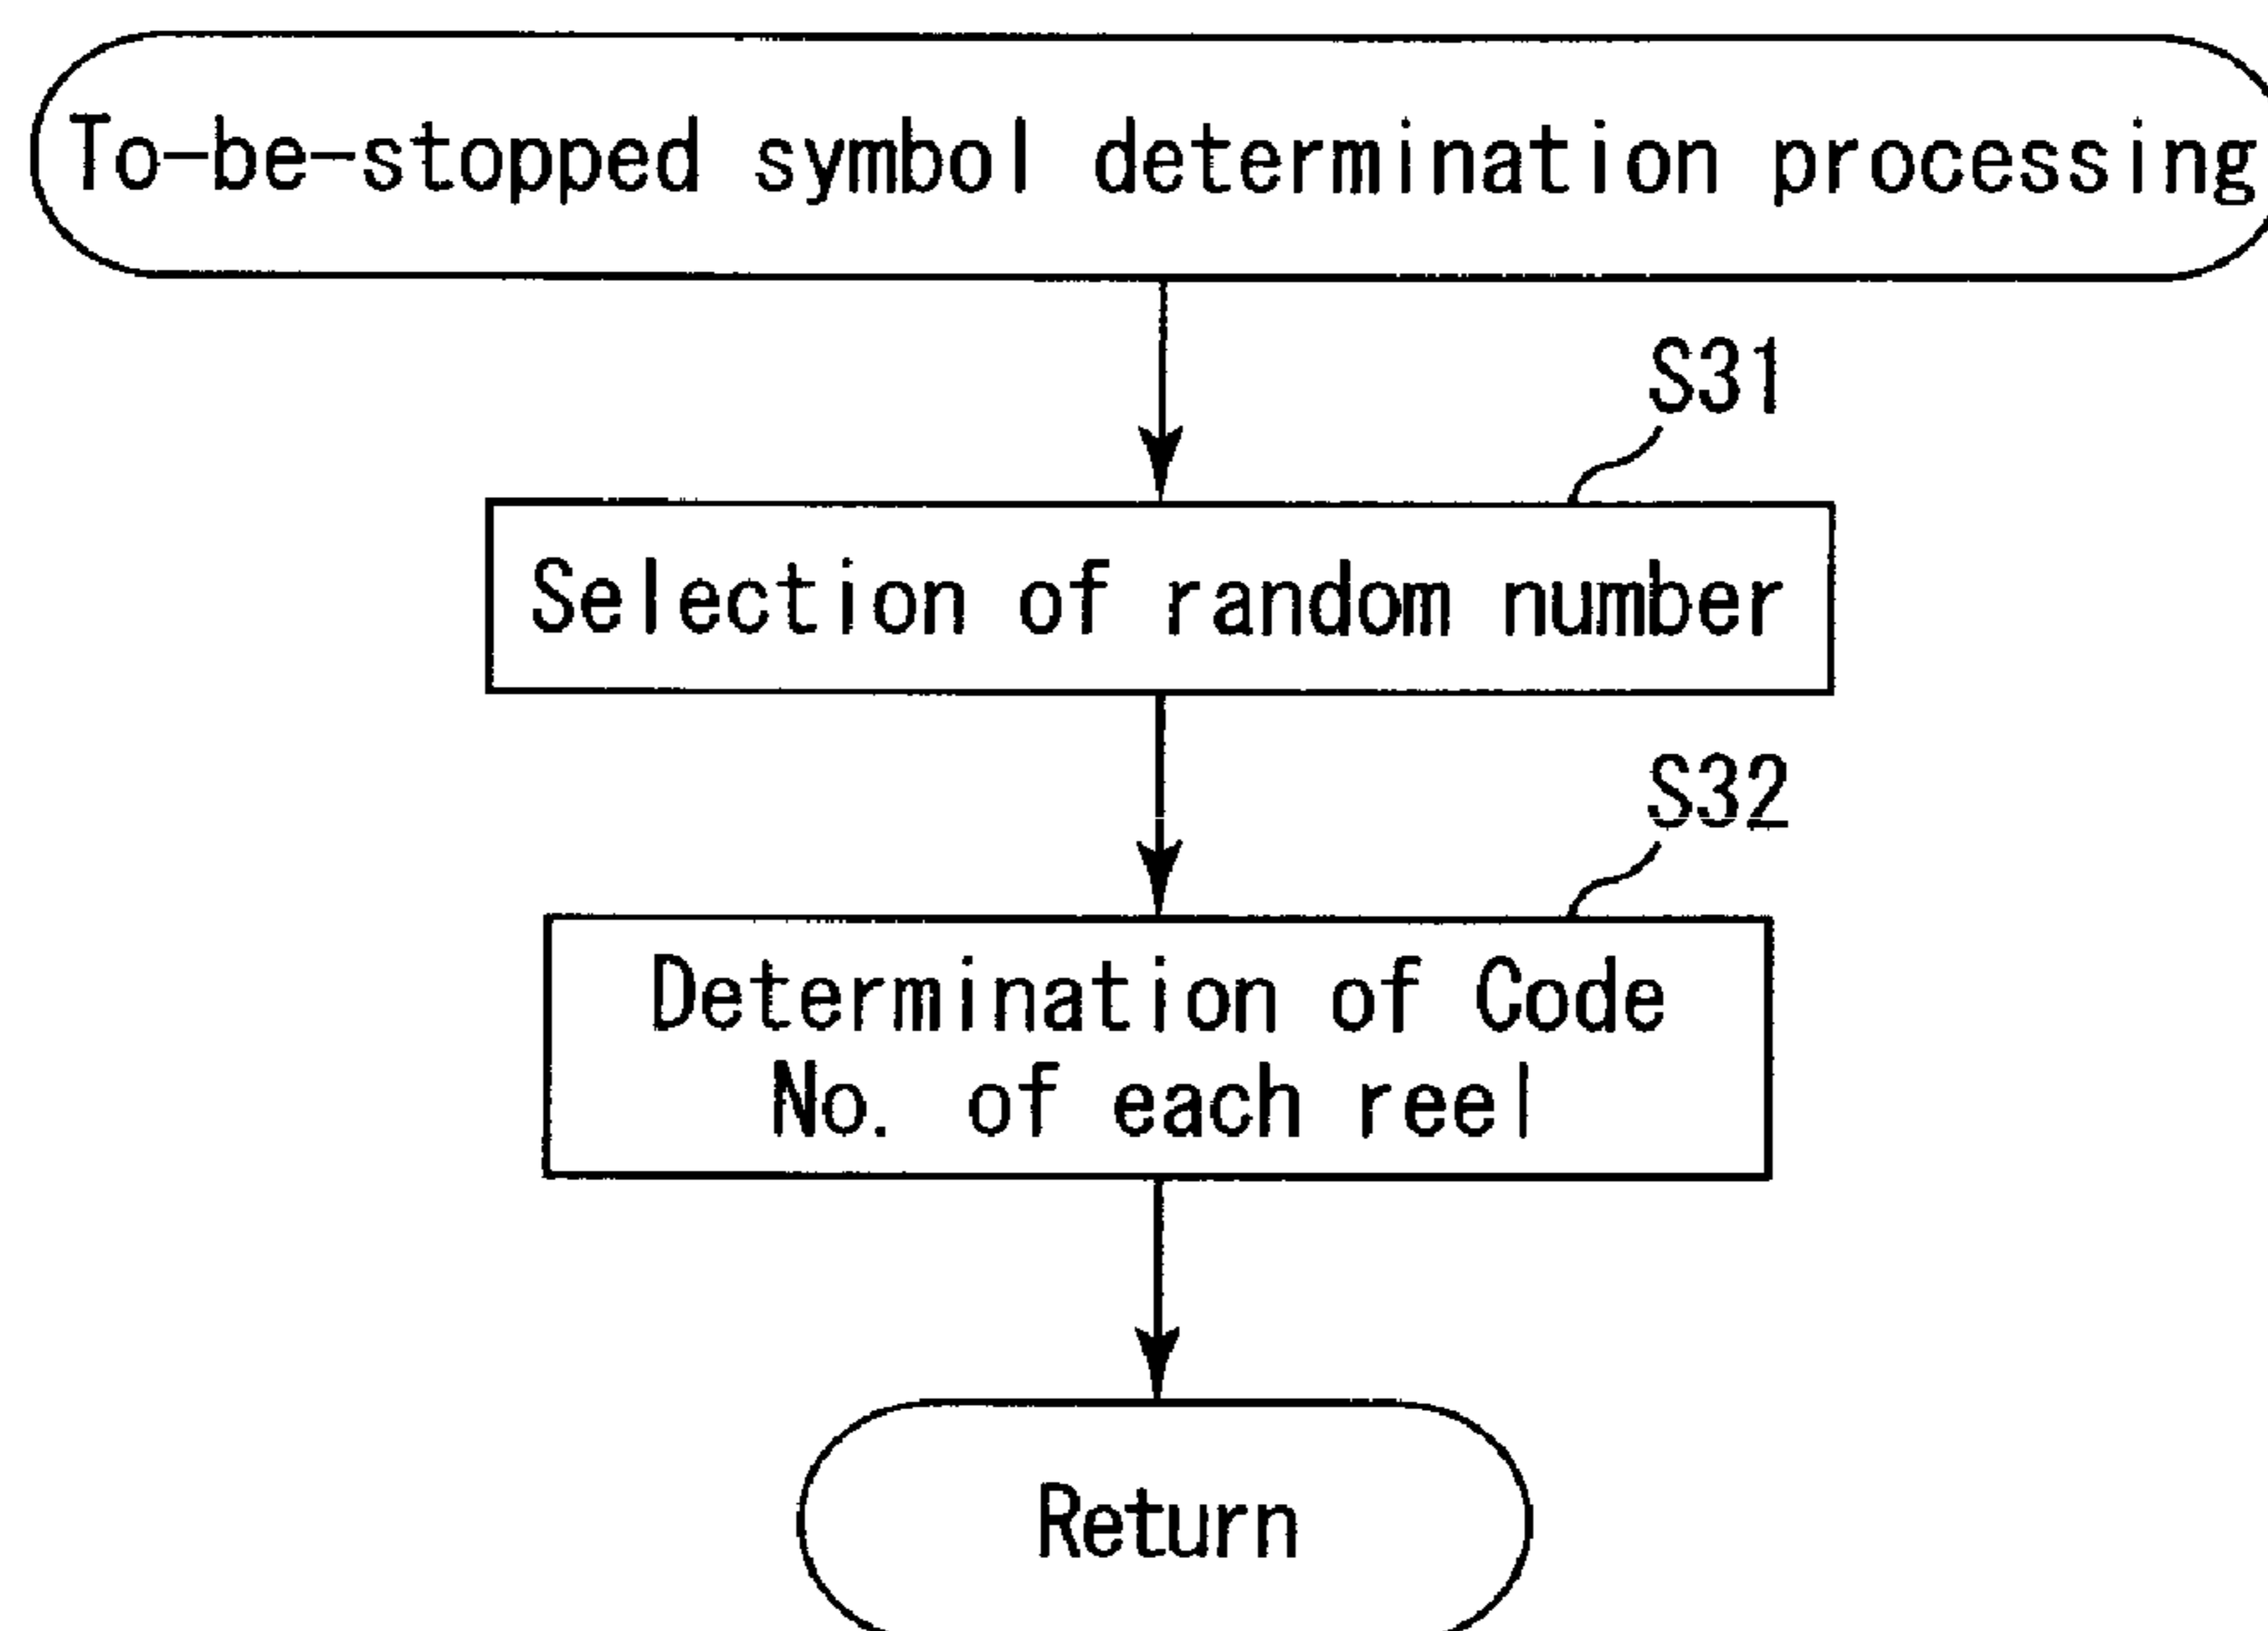 To-be-stopped symbol determination processing
S31
Selection of random number
S32
Determination of Code
No. of each reel
Return